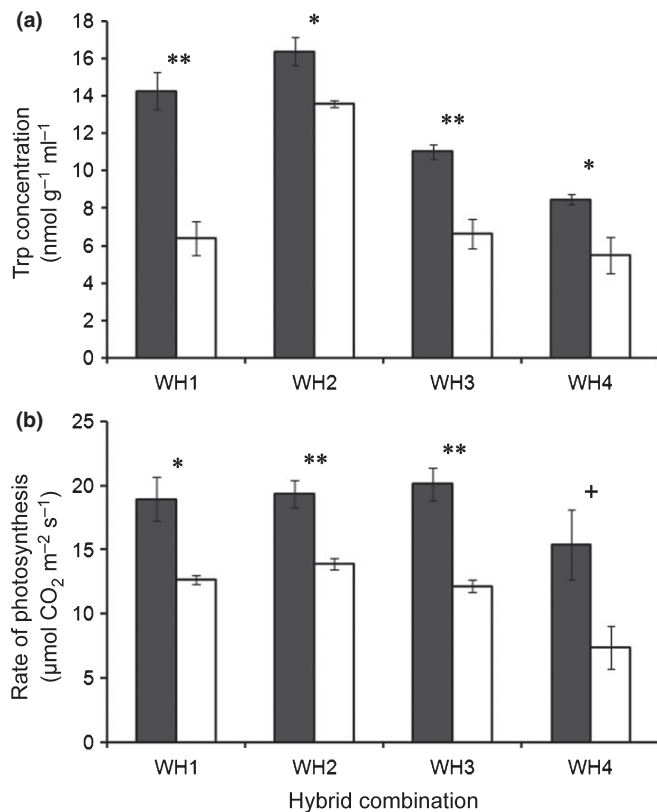 (a)
18
16
14
12
10
8
6
4
2
0
Trp concentration
(nmol g⁻¹ ml⁻¹)
**
*
**
*
WH1 WH2 WH3 WH4
(b)
25
20
15
10
5
0
Rate of photosynthesis
(µmol CO₂ m⁻² s⁻¹)
*
**
**
+
WH1 WH2 WH3 WH4
Hybrid combination